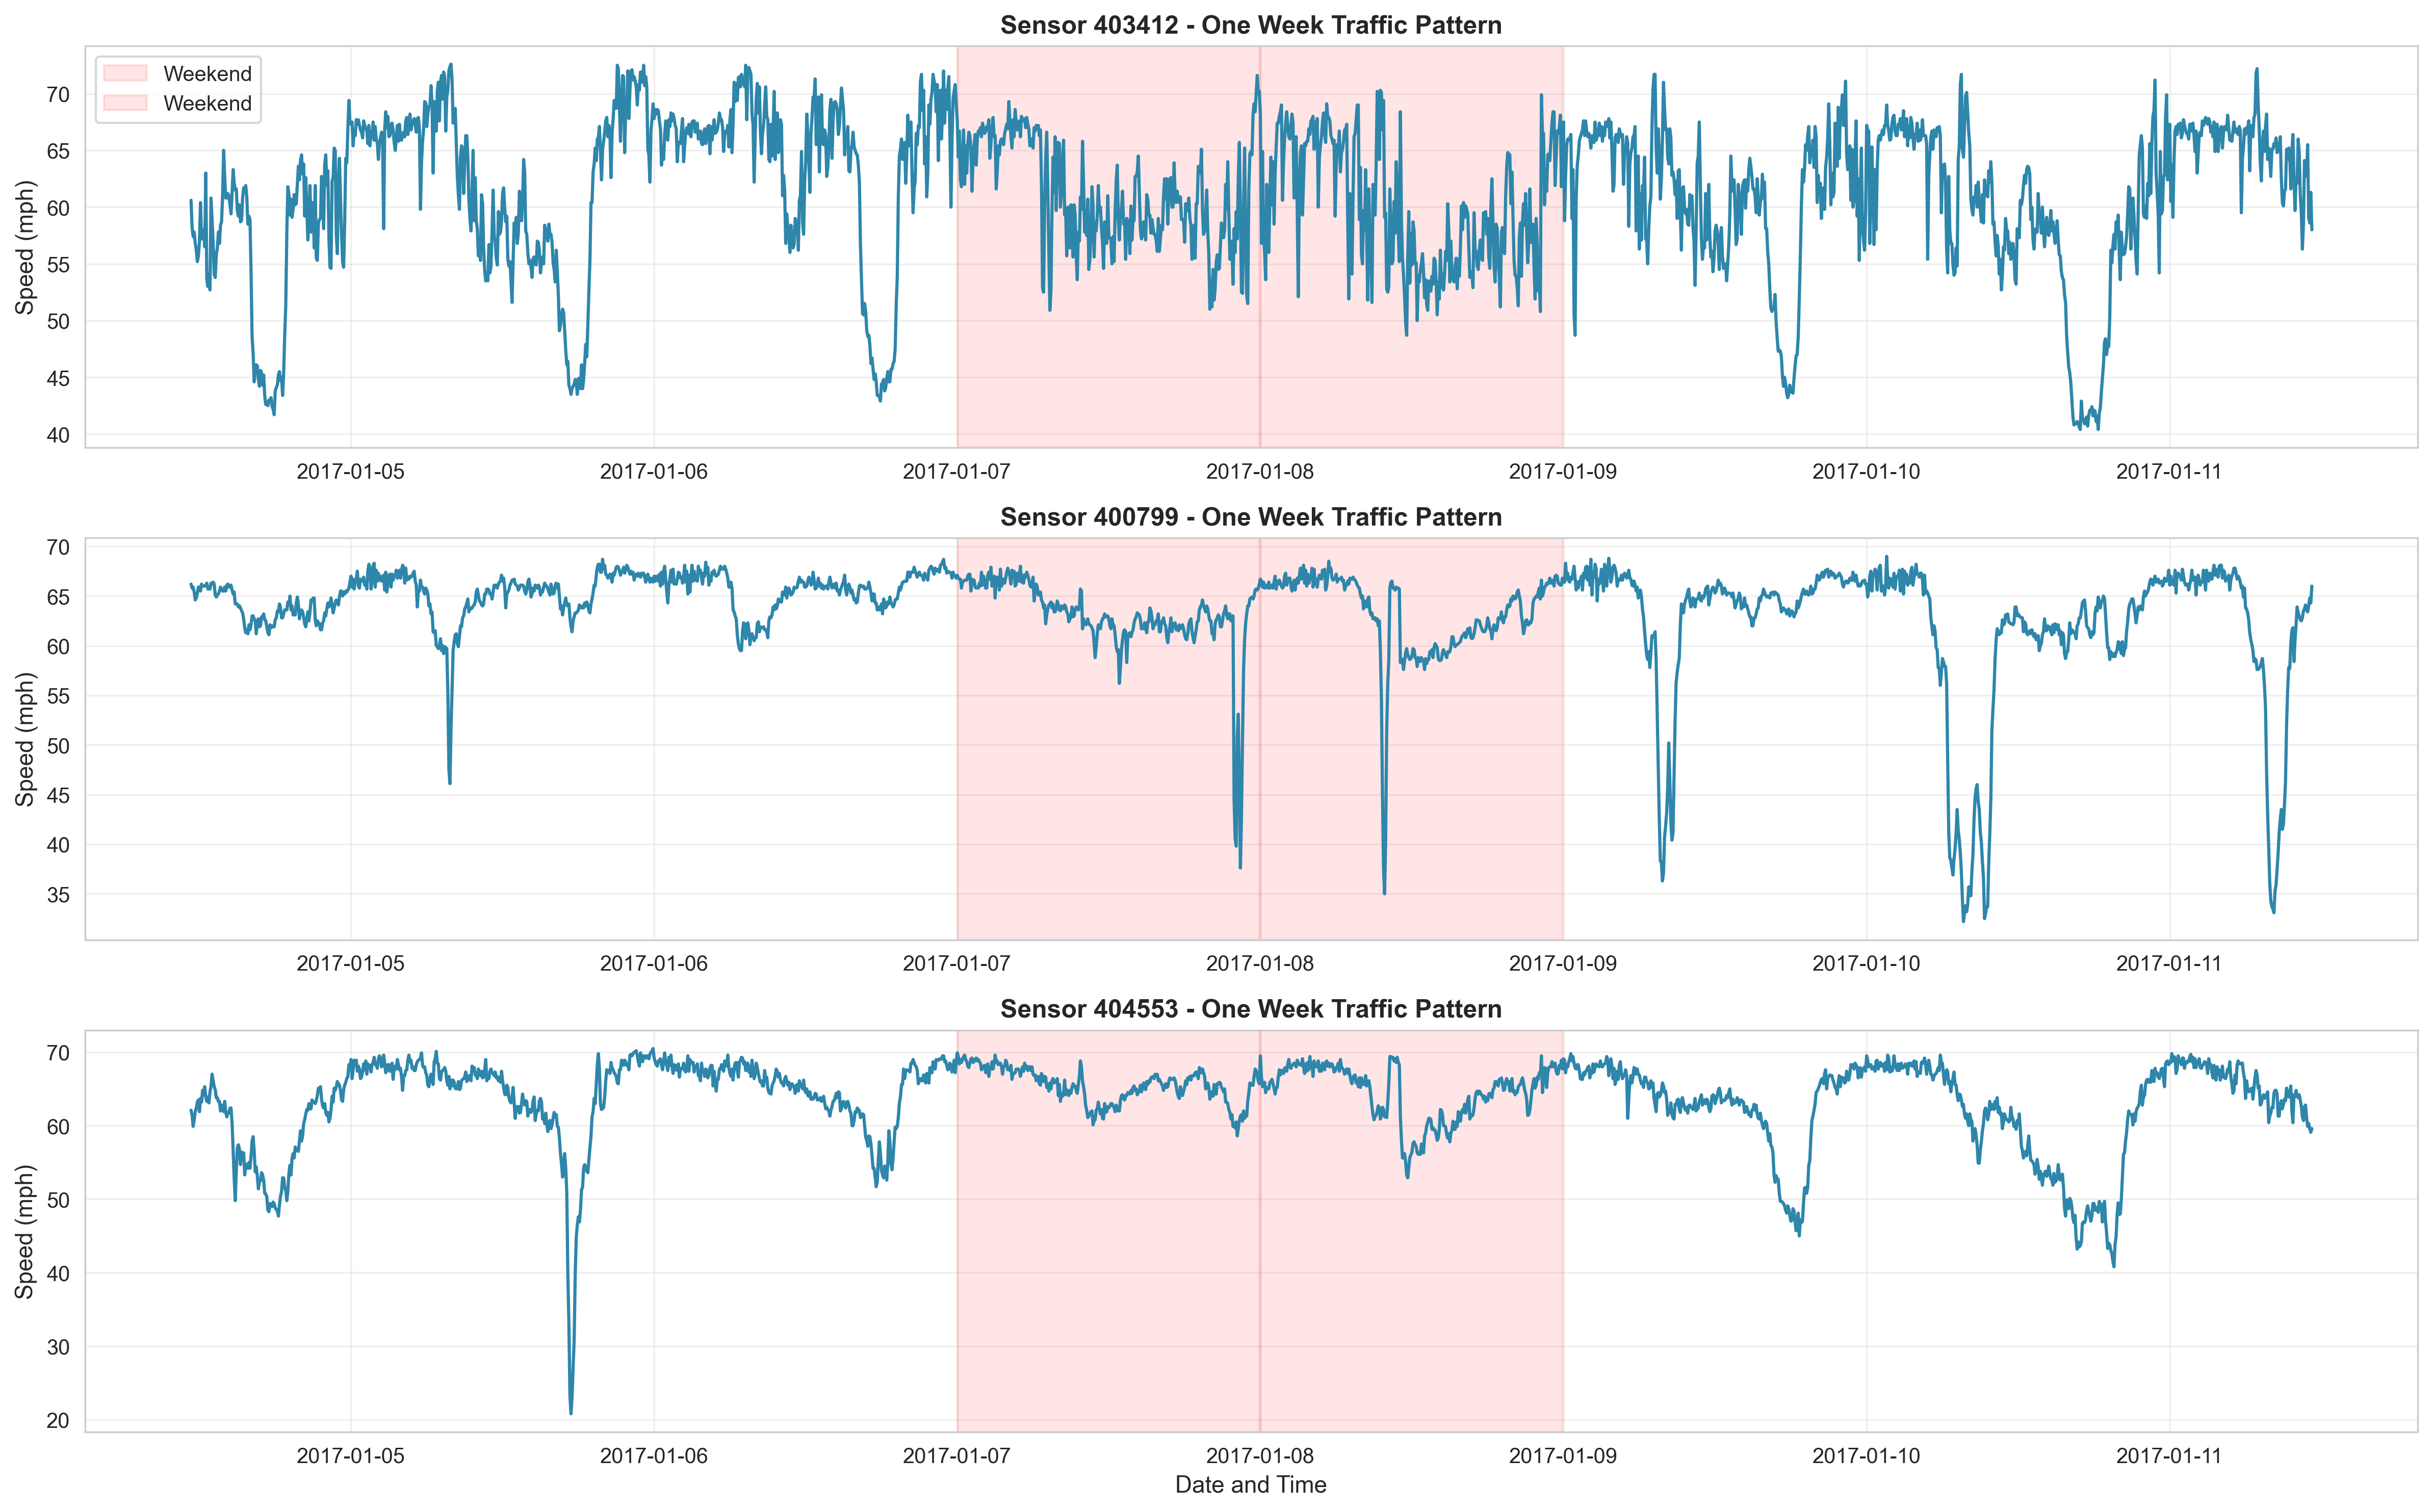 Sensor 403412 - One Week Traffic Pattern
Weekend
Weekend
Speed (mph)
70
65
60
55
50
45
40
2017-01-05 2017-01-06 2017-01-07 2017-01-08 2017-01-09 2017-01-10 2017-01-11
Sensor 400799 - One Week Traffic Pattern
Speed (mph)
70
65
60
55
50
45
40
35
2017-01-05 2017-01-06 2017-01-07 2017-01-08 2017-01-09 2017-01-10 2017-01-11
Sensor 404553 - One Week Traffic Pattern
Speed (mph)
70
60
50
40
30
20
2017-01-05 2017-01-06 2017-01-07 2017-01-08 2017-01-09 2017-01-10 2017-01-11
Date and Time